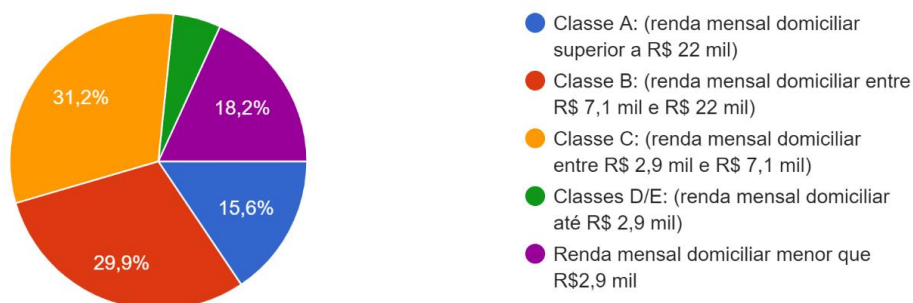 31,2%
18,2%
15,6%
29,9%
Classe A: (renda mensal domiciliar
superior a R$ 22 mil)
Classe B: (renda mensal domiciliar entre
R$ 7,1 mil e R$ 22 mil)
Classe C: (renda mensal domiciliar
entre R$ 2,9 mil e R$ 7,1 mil)
Classes D/E: (renda mensal domiciliar
até R$ 2,9 mil)
Renda mensal domiciliar menor que
R$2,9 mil